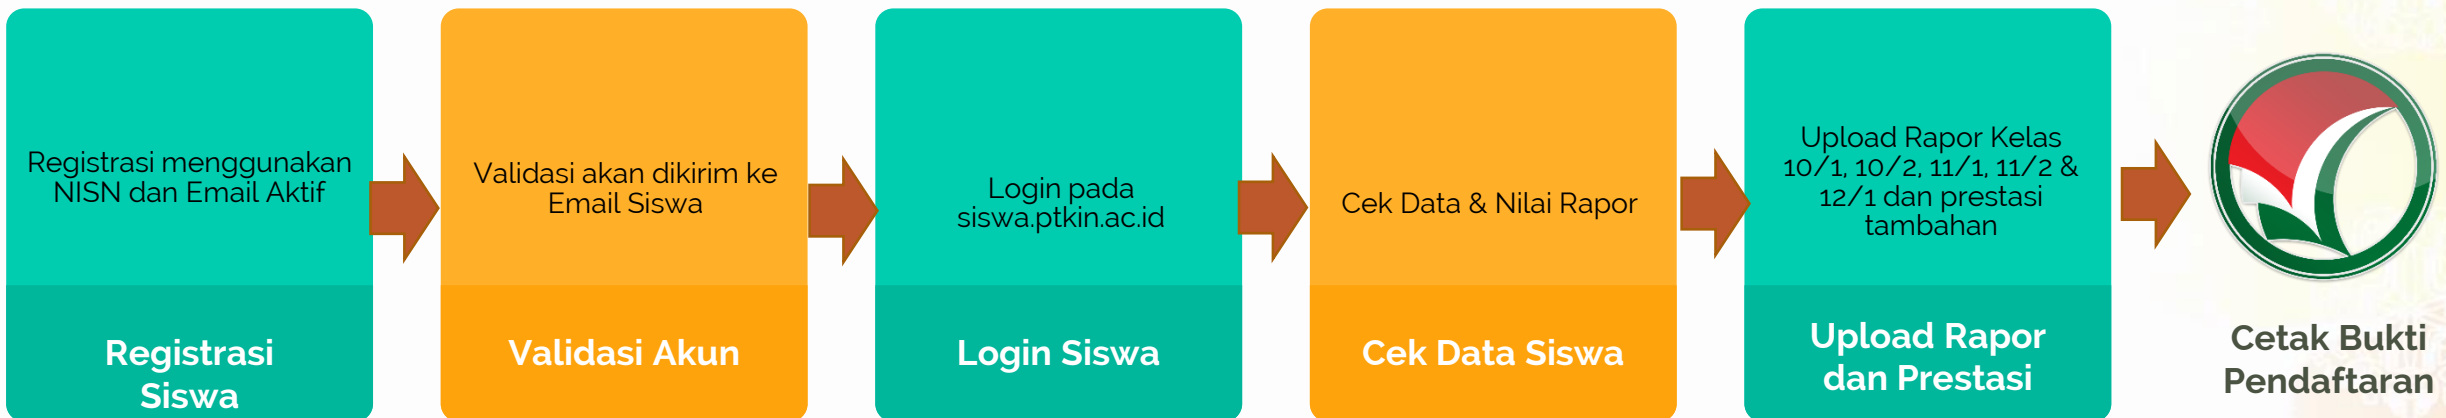 Registrasi menggunakan
NISN dan Email Aktif
Registrasi
Siswa
Validasi akan dikirim ke
Email Siswa
Validasi Akun
Login pada
siswa.ptkin.ac.id
Login Siswa
Cek Data & Nilai Rapor
Cek Data Siswa
Upload Rapor Kelas
10/1, 10/2, 11/1, 11/2 &
12/1 dan prestasi
tambahan
Upload Rapor
dan Prestasi
Cetak Bukti
Pendaftaran